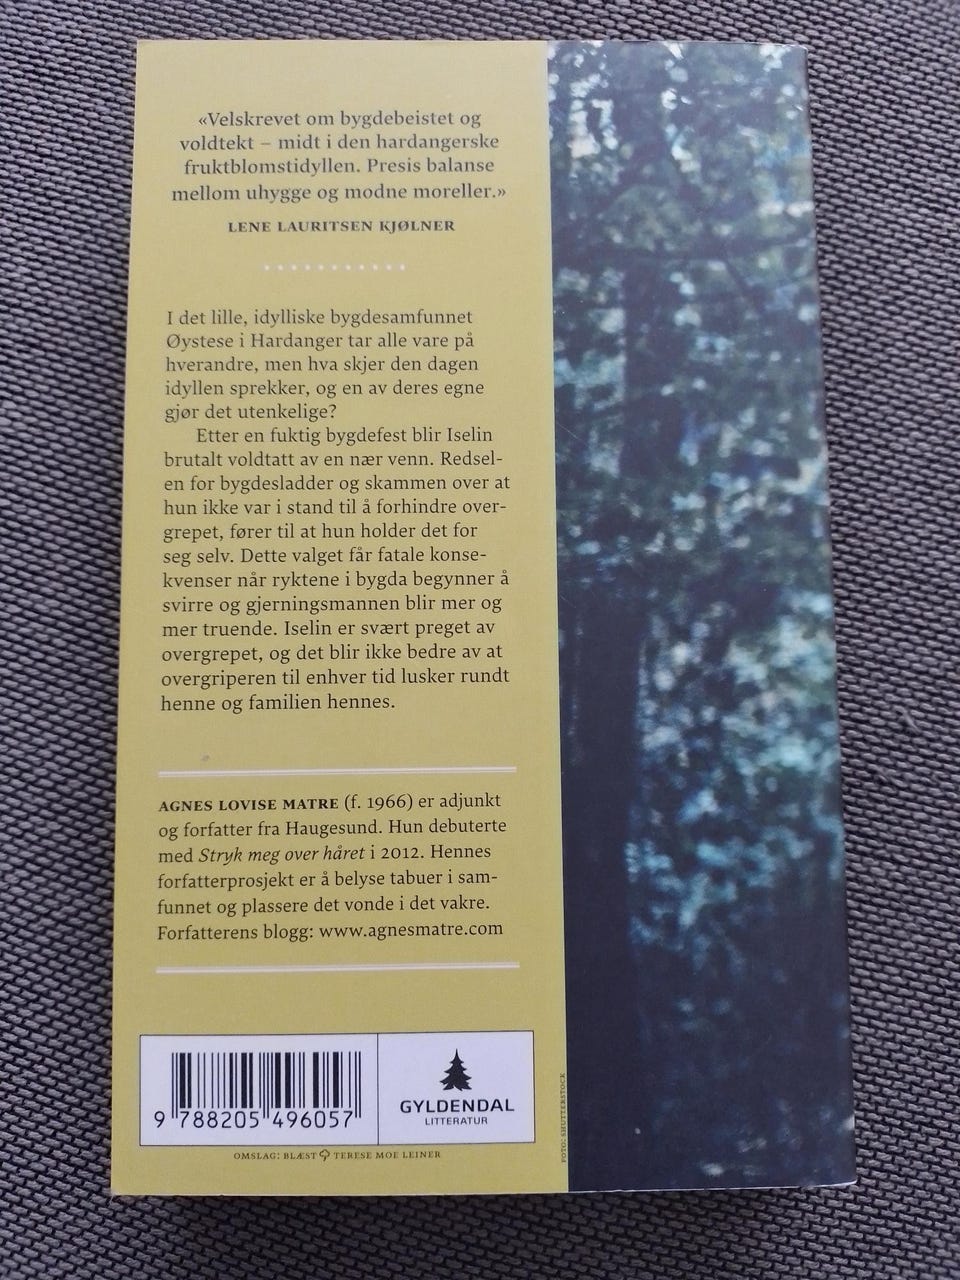 «Velskrevet om bygdebeistet og
voldtekt – midt i den hardangerske
fruktblomstidyllen. Presis balanse
mellom uhygge og modne moreller.»
LENE LAURITSEN KJØLNER
I det lille, idylliske bygdesamfunnet
Øystese i Hardanger tar alle vare på
hverandre, men hva skjer den dagen
idyllen sprekker, og en av deres egne
gjør det utenkelige?
Etter en fuktig bygdefest blir Iselin
brutalt voldtatt av en nær venn. Redsel-
en for bygdesladder og skammen over at
hun ikke var i stand til å forhindre over-
grepet, fører til at hun holder det for
seg selv. Dette valget får fatale konse-
kvenser når ryktene i bygda begynner å
svirre og gjerningsmannen blir mer og
mer truende. Iselin er svært preget av
overgrepet, og det blir ikke bedre av at
overgriperen til enhver tid lusker rundt
henne og familien hennes.
AGNES LOVISE MATRE (f. 1966) er adjunkt
og forfatter fra Haugesund. Hun debuterte
med Stryk meg over håret i 2012. Hennes
forfatterprosjekt er å belyse tabuer i sam-
funnet og plassere det vonde i det vakre.
Forfatterens blogg: www.agnesmatre.com
9 788205 496057
GYLDENDAL
LITTERATUR
OMSLAG: BLÆST TERESE MOE LEINER
FOTO: SHUTTERSTOCK